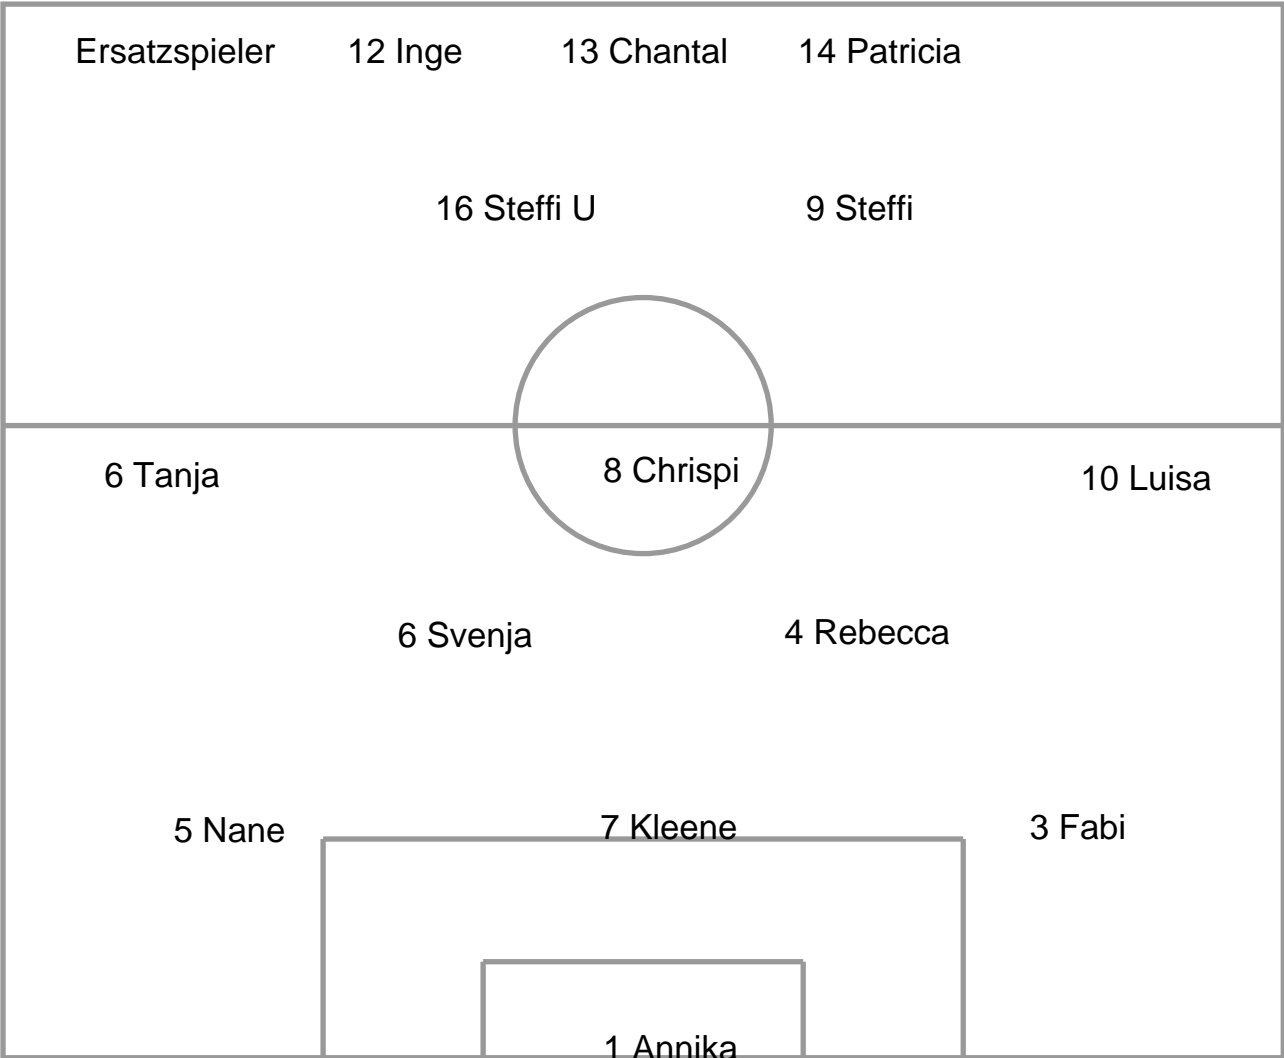 Ersatzspieler 12 Inge 13 Chantal 14 Patricia
16 Steffi U 9 Steffi
6 Tanja 8 Chrispi 10 Luisa
6 Svenja 4 Rebecca
5 Nane 7 Kleene 3 Fabi
1 Annika